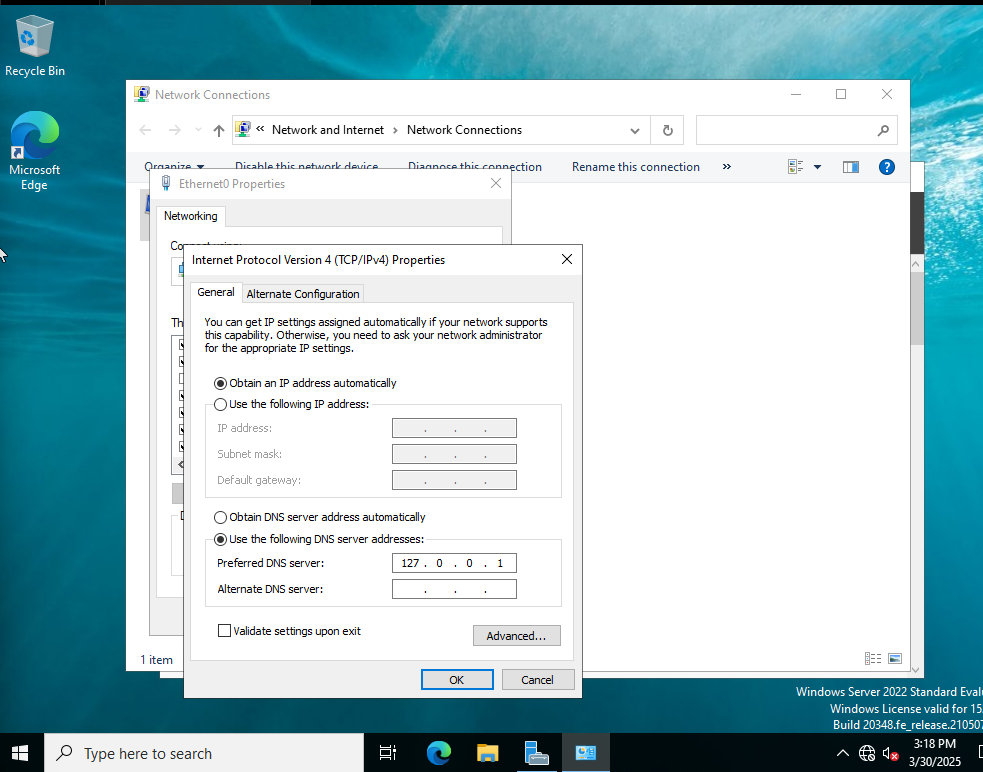 Recycle Bin
Microsoft
Edge
Network Connections
« Network and Internet › Network Connections
Organize Disable this network device Diagnose this connection Rename this connection »
Ethernet0 Properties
Networking
Internet Protocol Version 4 (TCP/IPv4) Properties
General Alternate Configuration
You can get IP settings assigned automatically if your network supports
this capability. Otherwise, you need to ask your network administrator
for the appropriate IP settings.
Obtain an IP address automatically
Use the following IP address:
IP address: . . .
Subnet mask: . . .
Default gateway: . . .
Obtain DNS server address automatically
Use the following DNS server addresses:
Preferred DNS server: 127 . 0 . 0 . 1
Alternate DNS server: . . .
Validate settings upon exit
Advanced...
OK Cancel
1 item
Windows Server 2022 Standard
Windows License valid for
Build 20348.fe_release.
Type here to search
3:18 PM
3/30/2025